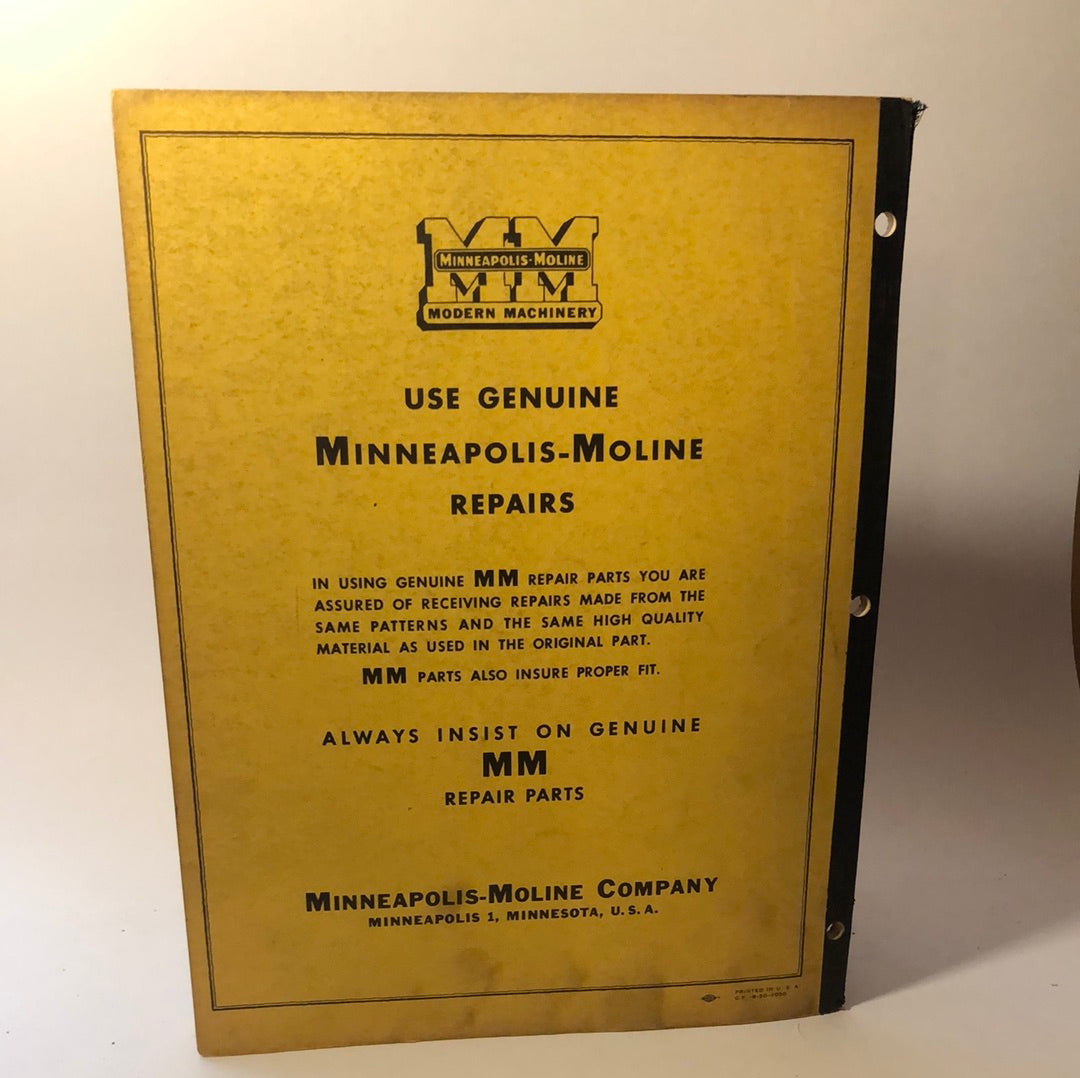 MINNEAPOLIS-MOLINE
MODERN MACHINERY
USE GENUINE
MINNEAPOLIS-MOLINE
REPAIRS
IN USING GENUINE MM REPAIR PARTS YOU ARE
ASSURED OF RECEIVING REPAIRS MADE FROM THE
SAME PATTERNS AND THE SAME HIGH QUALITY
MATERIAL AS USED IN THE ORIGINAL PART.
MM PARTS ALSO INSURE PROPER FIT.
ALWAYS INSIST ON GENUINE
MM
REPAIR PARTS
MINNEAPOLIS-MOLINE COMPANY
MINNEAPOLIS 1, MINNESOTA, U.S.A.
PRINTED IN U.S.A.